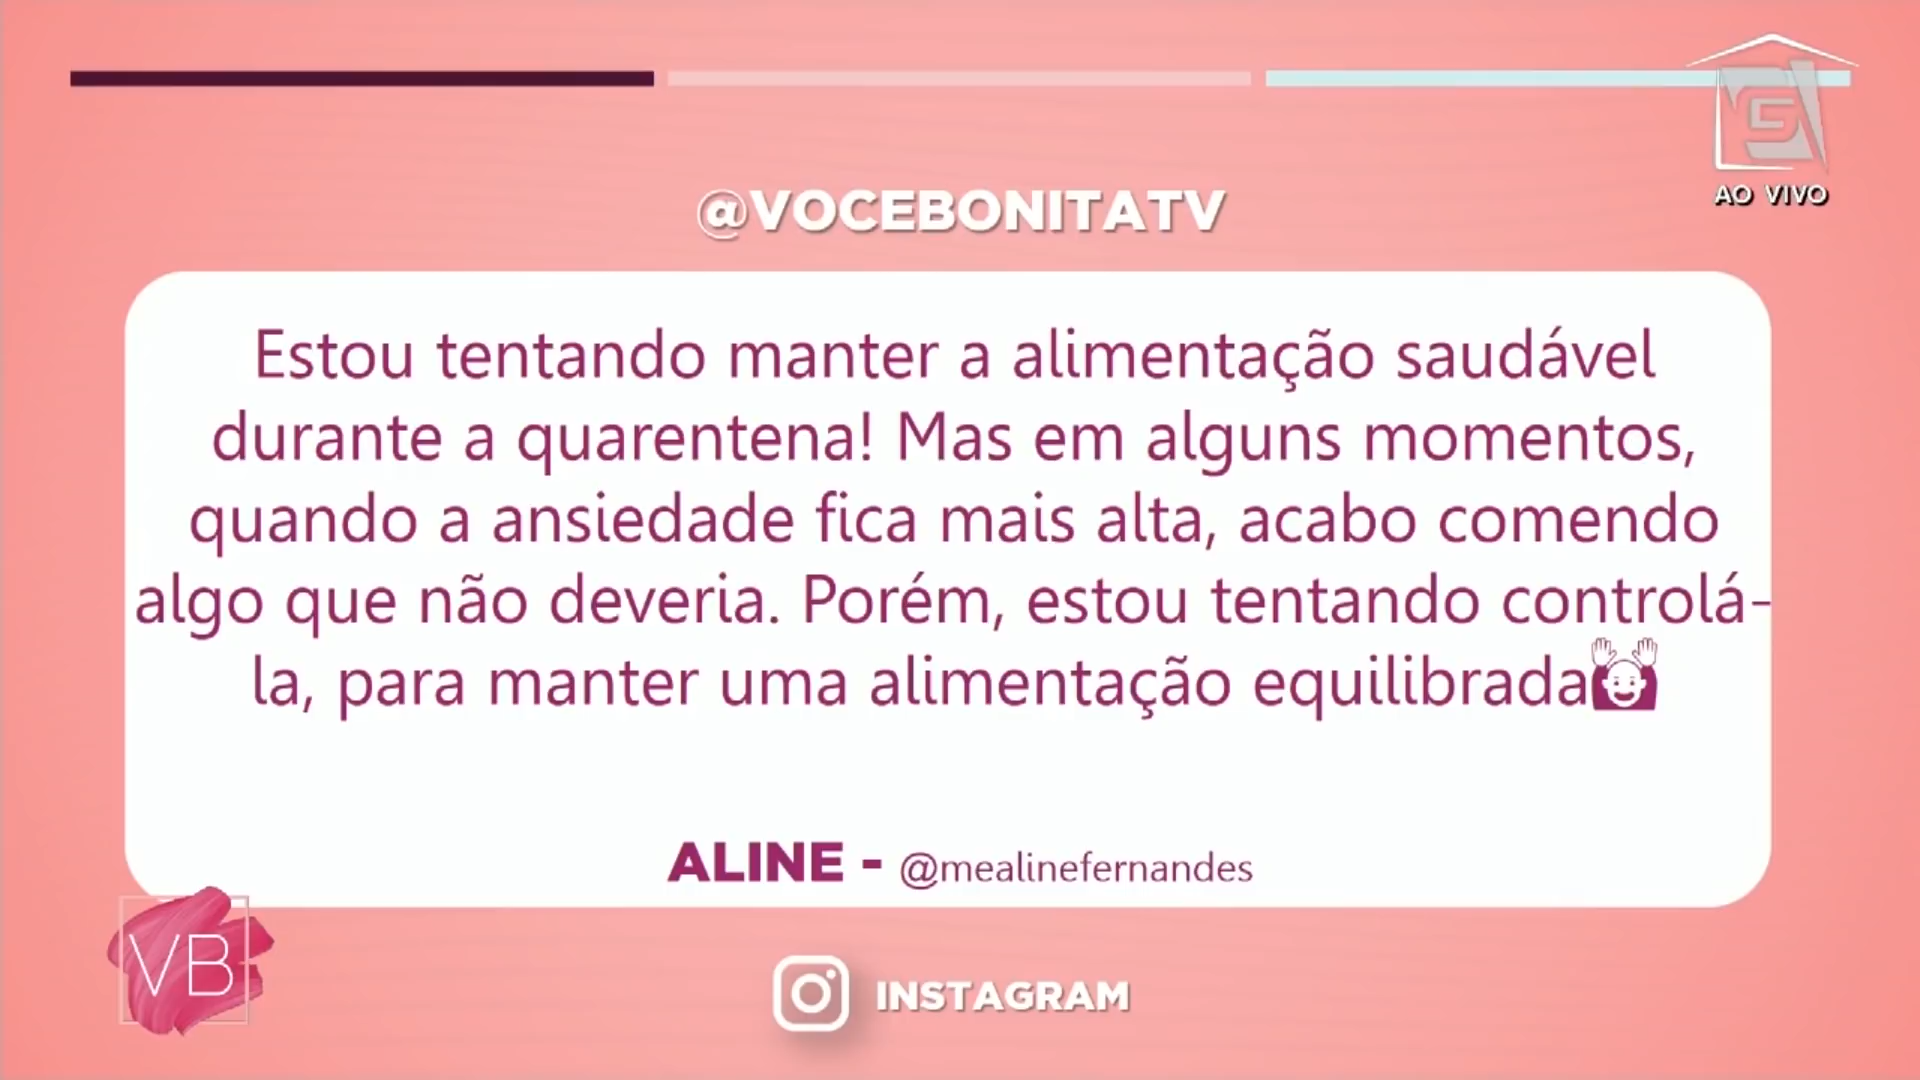 AO VIVO
@VOCEBONITATV
Estou tentando manter a alimentação saudável
durante a quarentena! Mas em alguns momentos,
quando a ansiedade fica mais alta, acabo comendo
algo que não deveria. Porém, estou tentando controlá-
la, para manter uma alimentação equilibrada🙌
ALINE - @mealinefernandes
VB
INSTAGRAM